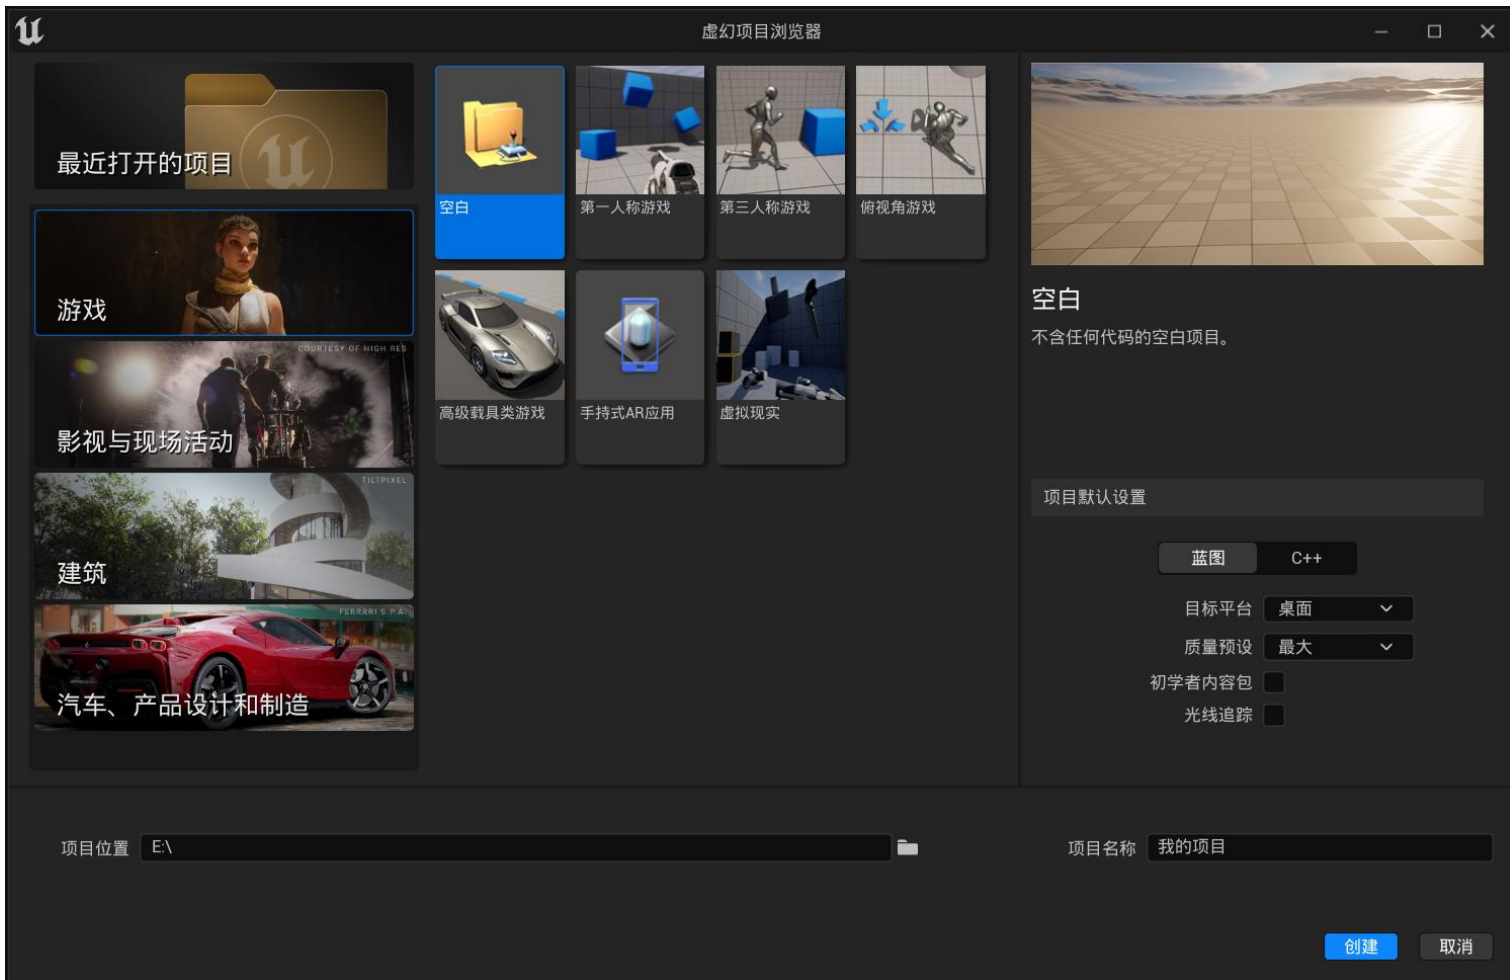 虚幻项目浏览器
最近打开的项目
游戏
COURTESY OF HIGH RES
影视与现场活动
TILTPIXEL
建筑
FERRARI S.P.A.
汽车、产品设计和制造
空白
第一人称游戏
第三人称游戏
俯视角游戏
高级载具类游戏
手持式AR应用
虚拟现实
空白
不含任何代码的空白项目。
项目默认设置
蓝图
C++
目标平台 桌面
质量预设 最大
初学者内容包
光线追踪
项目位置 E:\
项目名称 我的项目
创建
取消